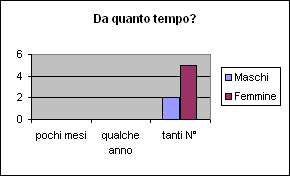 Da quanto tempo?
6
4
2
0
pochi mesi
qualche
anno
tanti N°
Maschi
Femmine